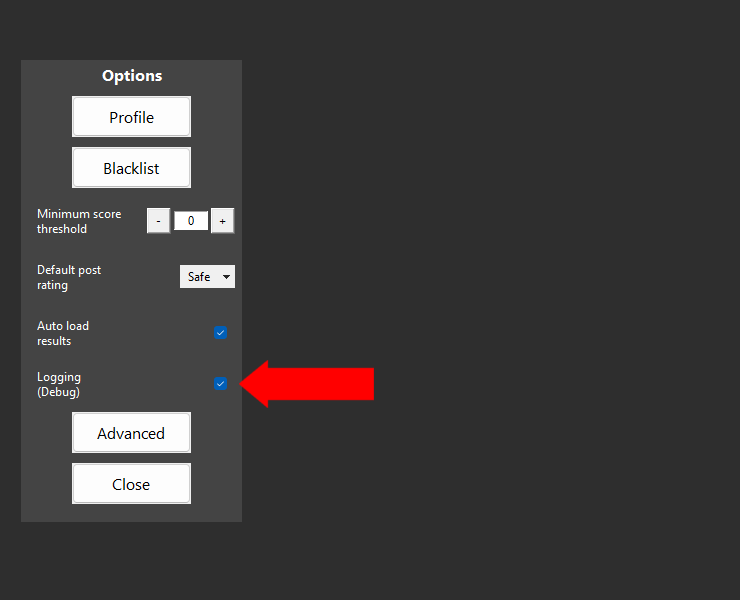 Options
Profile
Blacklist
Minimum score
threshold
- 0 +
Default post
rating
Safe
Auto load
results
Logging
(Debug)
Advanced
Close